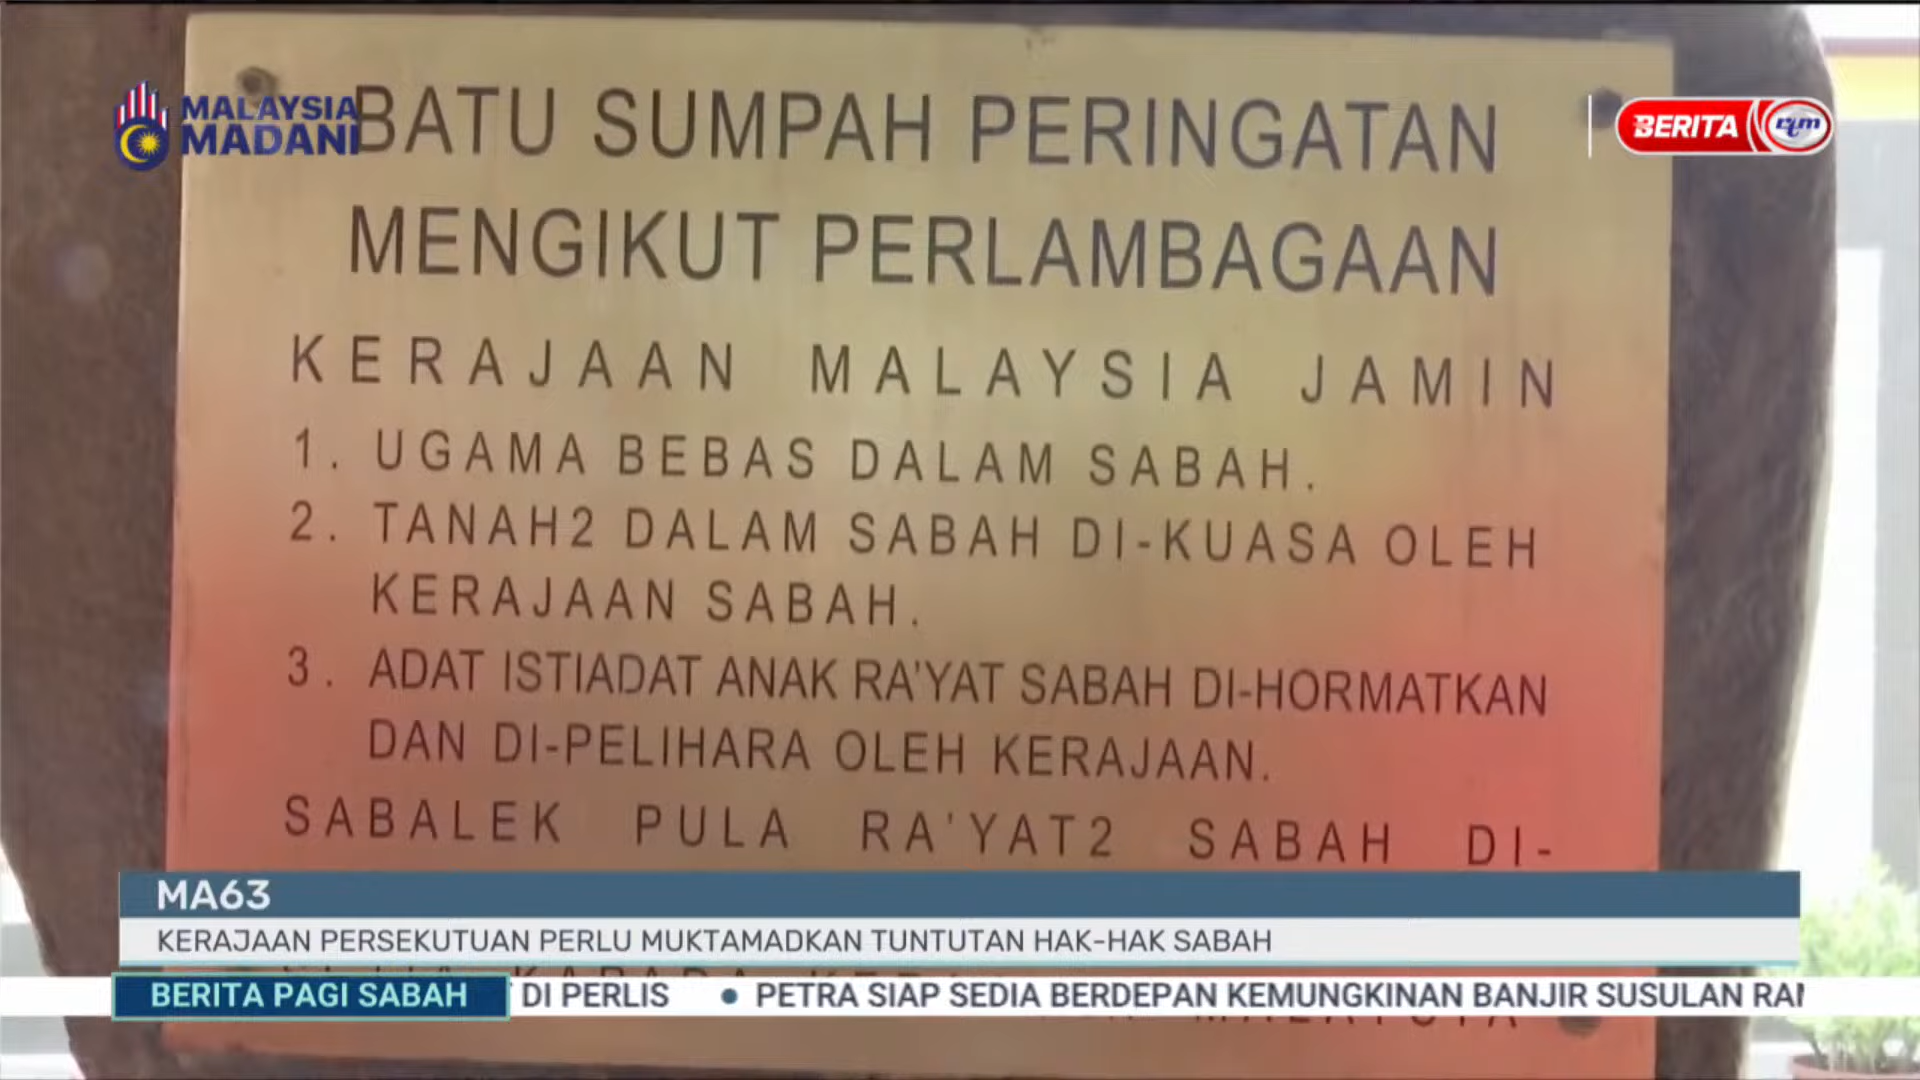 MALAYSIA
MADANI
BERITA rtm
BATU SUMPAH PERINGATAN
MENGIKUT PERLAMBAGAAN
KERAJAAN MALAYSIA JAMIN
1. UGAMA BEBAS DALAM SABAH.
2. TANAH2 DALAM SABAH DI-KUASA OLEH
KERAJAAN SABAH.
3. ADAT ISTIADAT ANAK RA'YAT SABAH DI-HORMATKAN
DAN DI-PELIHARA OLEH KERAJAAN.
SABALEK PULA RA'YAT2 SABAH DI-
MA63
KERAJAAN PERSEKUTUAN PERLU MUKTAMADKAN TUNTUTAN HAK-HAK SABAH
BERITA PAGI SABAH DI PERLIS • PETRA SIAP SEDIA BERDEPAN KEMUNGKINAN BANJIR SUSULAN